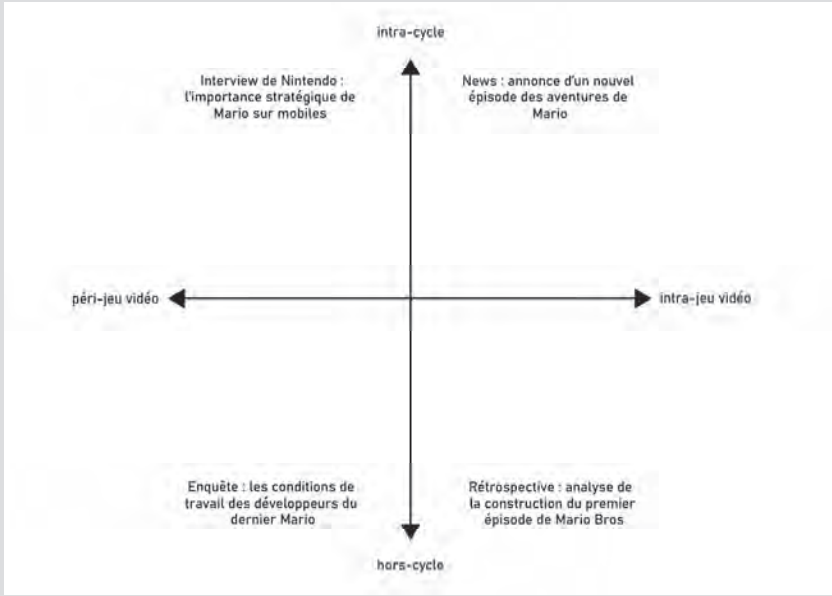 intra-cycle
Interview de Nintendo :
l'importance stratégique de
Mario sur mobiles
News : annonce d'un nouvel
épisode des aventures de
Mario
péri-jeu vidéo
intra-jeu vidéo
Enquête : les conditions de
travail des développeurs du
dernier Mario
Rétrospective : analyse de
la construction du premier
épisode de Mario Bros
hors-cycle